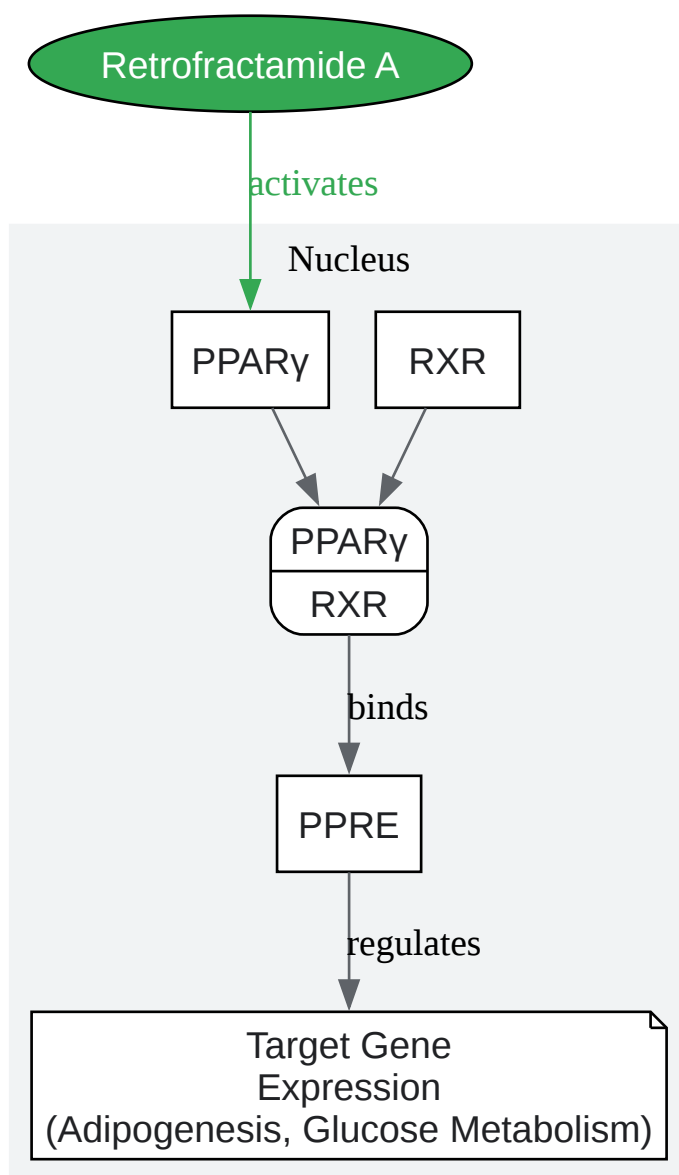 Retrofractamide A
activates
Nucleus
PPARγ
RXR
PPARγ
RXR
binds
PPRE
regulates
Target Gene
Expression
(Adipogenesis, Glucose Metabolism)